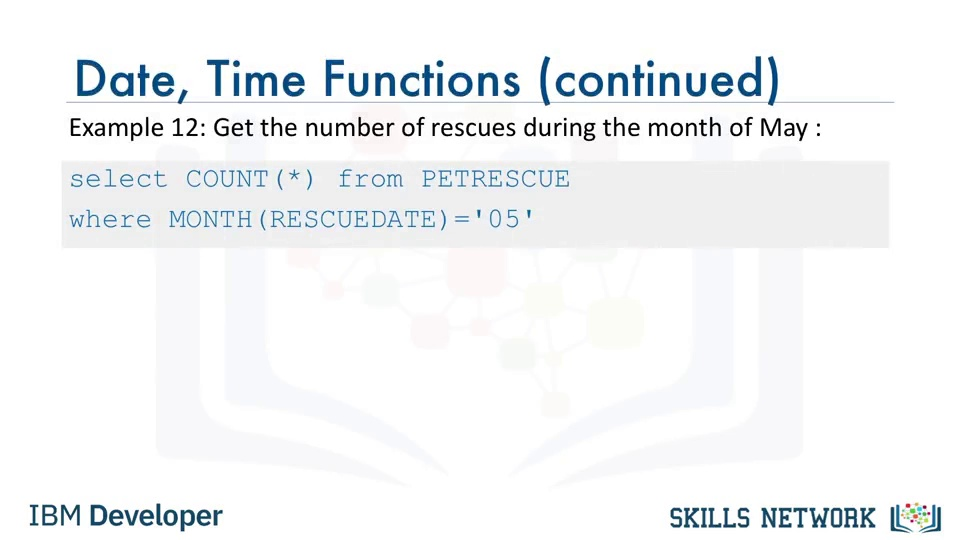 Date, Time Functions (continued)
Example 12: Get the number of rescues during the month of May :
select COUNT(*) from PETRESCUE
where MONTH(RESCUEDATE)='05'
IBM Developer
SKILLS NETWORK